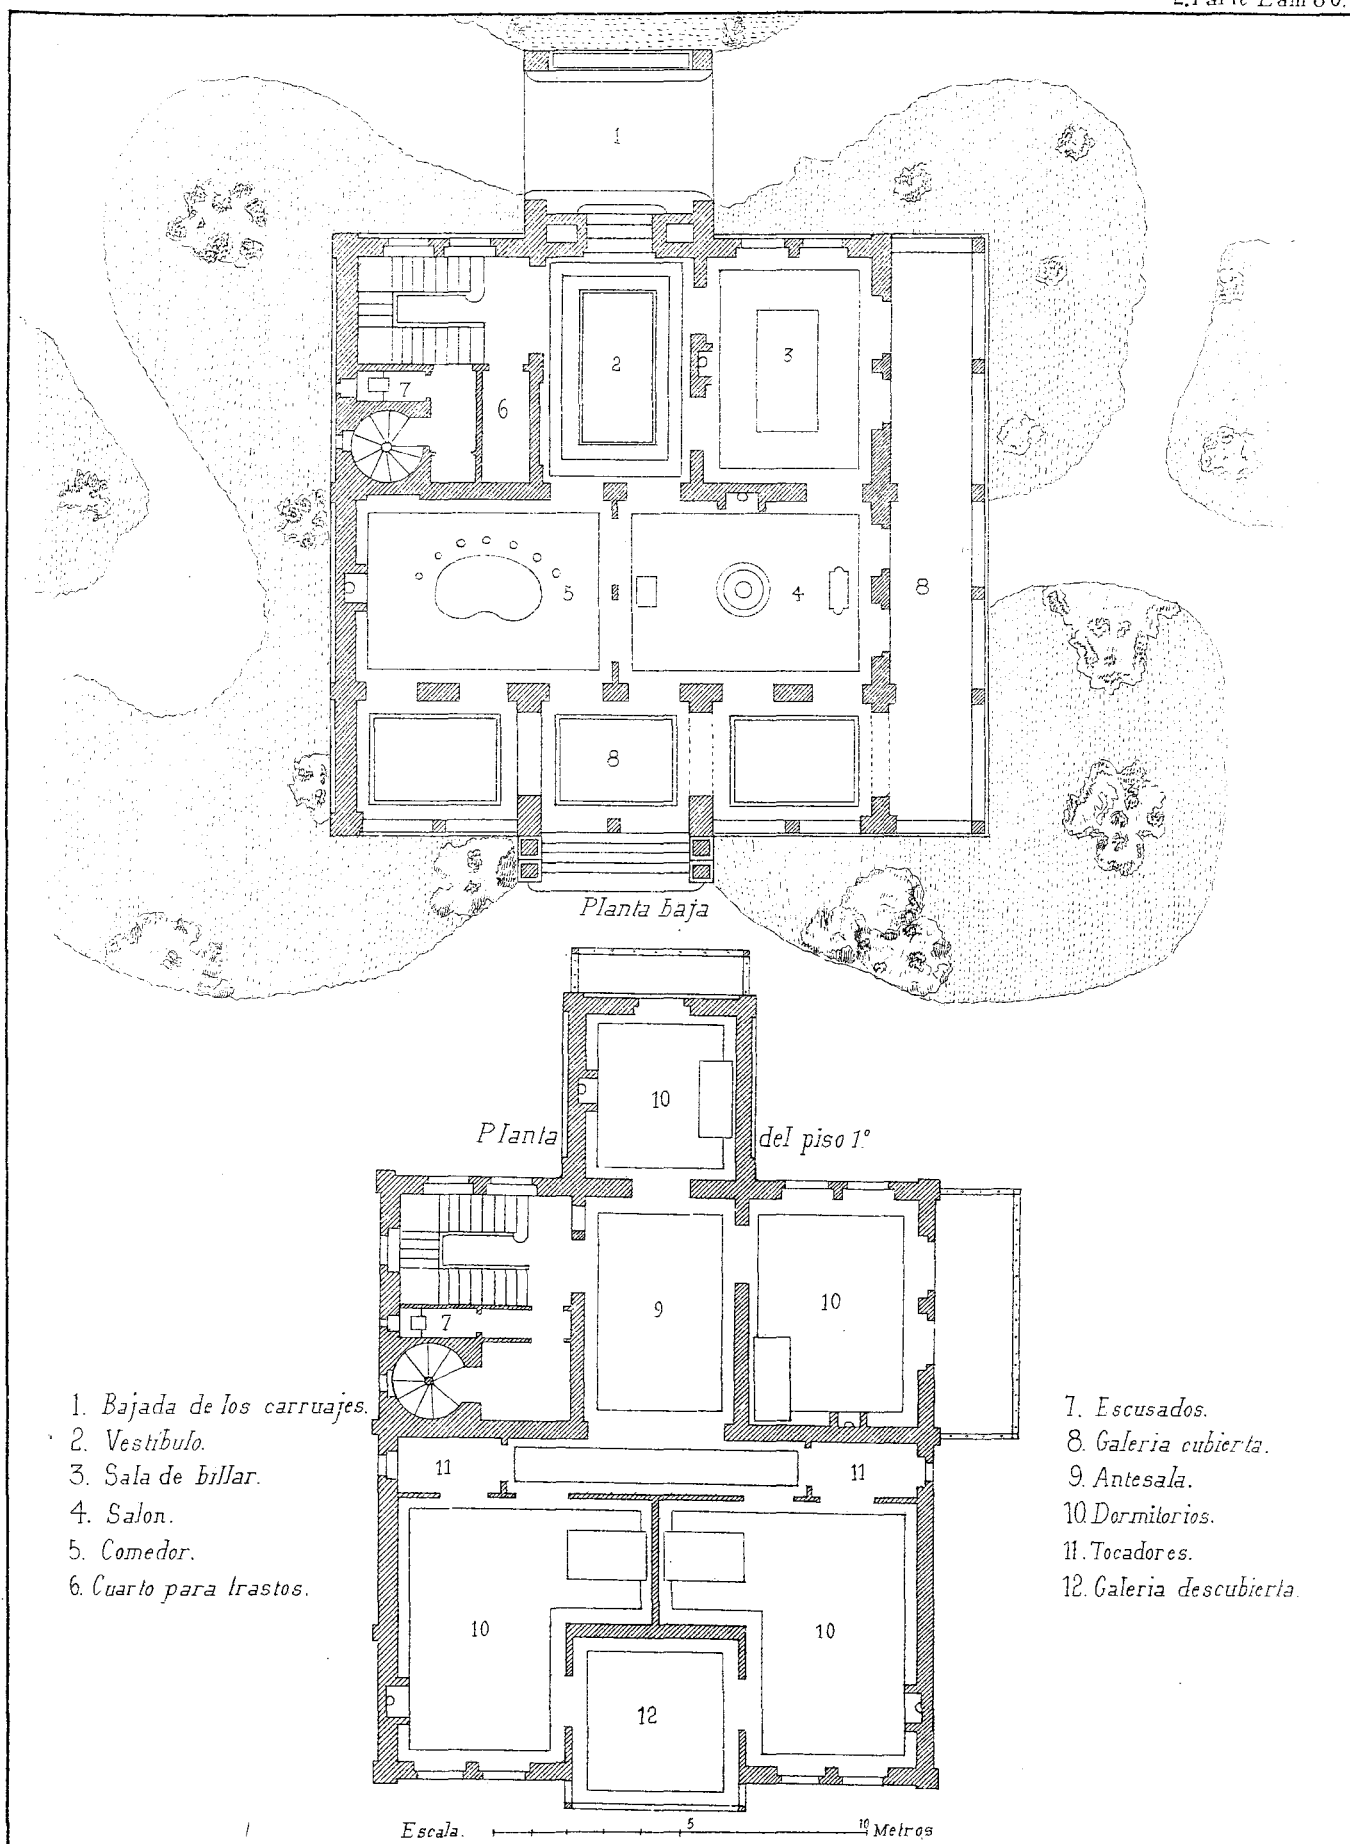 2.ª Parte Lam 80.
1
2
3
7
6
5
4
8
8
Planta baja
10
Planta del piso 1º
9
10
7
11
11
10
10
12
1. Bajada de los carruajes.
2. Vestíbulo.
3. Sala de billar.
4. Salon.
5. Comedor.
6. Cuarto para trastos.
7. Escusados.
8. Galeria cubierta.
9. Antesala.
10. Dormitorios.
11. Tocadores.
12. Galeria descubierta.
Escala. 5 10 Metros